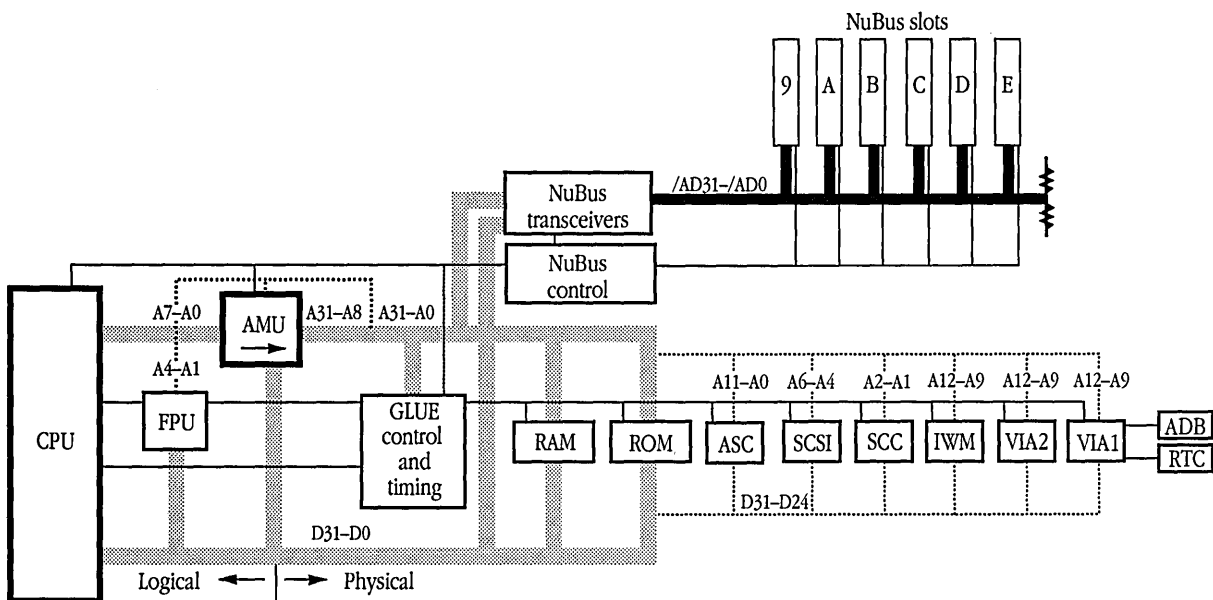 NuBus slots
9
A
B
C
D
E
/AD31–/AD0
NuBus
transceivers
NuBus
control
A7–A0
AMU
A31–A8
A31–A0
A4–A1
A11–A0
A6–A4
A2–A1
A12–A9
A12–A9
A12–A9
CPU
FPU
GLUE
control
and
timing
RAM
ROM
ASC
SCSI
SCC
IWM
VIA2
VIA1
ADB
RTC
D31–D24
D31–D0
Logical
Physical